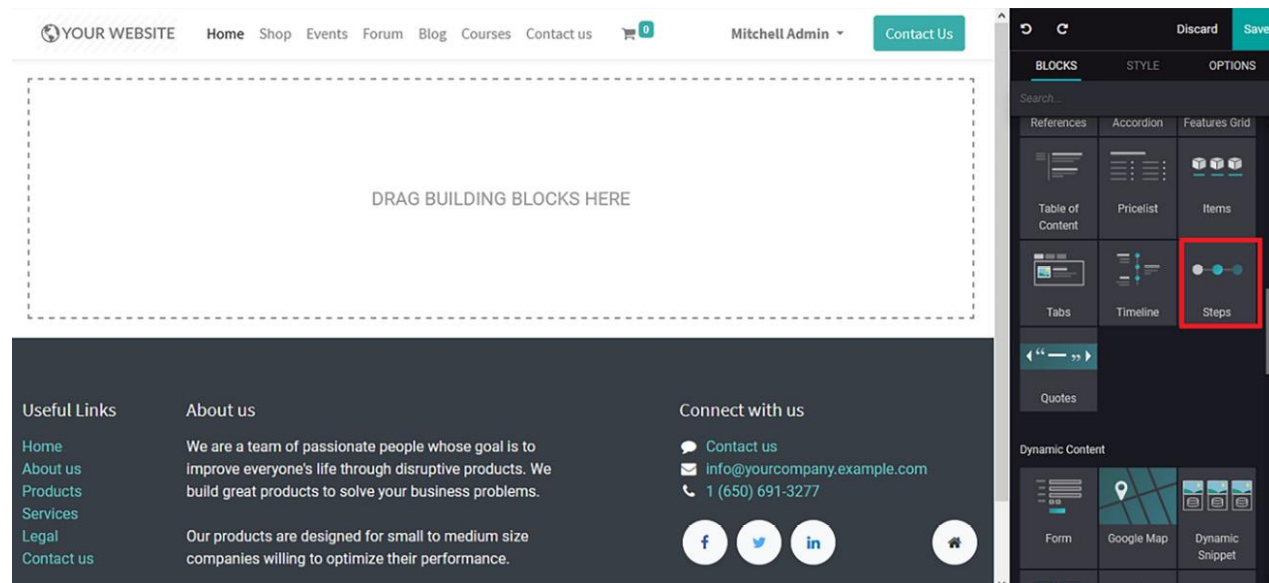 YOUR WEBSITE Home Shop Events Forum Blog Courses Contact us 0 Mitchell Admin Contact Us
DRAG BUILDING BLOCKS HERE
Useful Links
Home
About us
Products
Services
Legal
Contact us
About us
We are a team of passionate people whose goal is to
improve everyone's life through disruptive products. We
build great products to solve your business problems.
Our products are designed for small to medium size
companies willing to optimize their performance.
Connect with us
Contact us
info@yourcompany.example.com
1 (650) 691-3277
Discard Save
BLOCKS STYLE OPTIONS
Search...
References Accordion Features Grid
Table of
Content
Pricelist
Items
Tabs
Timeline
Steps
Quotes
Dynamic Content
Form
Google Map
Dynamic
Snippet